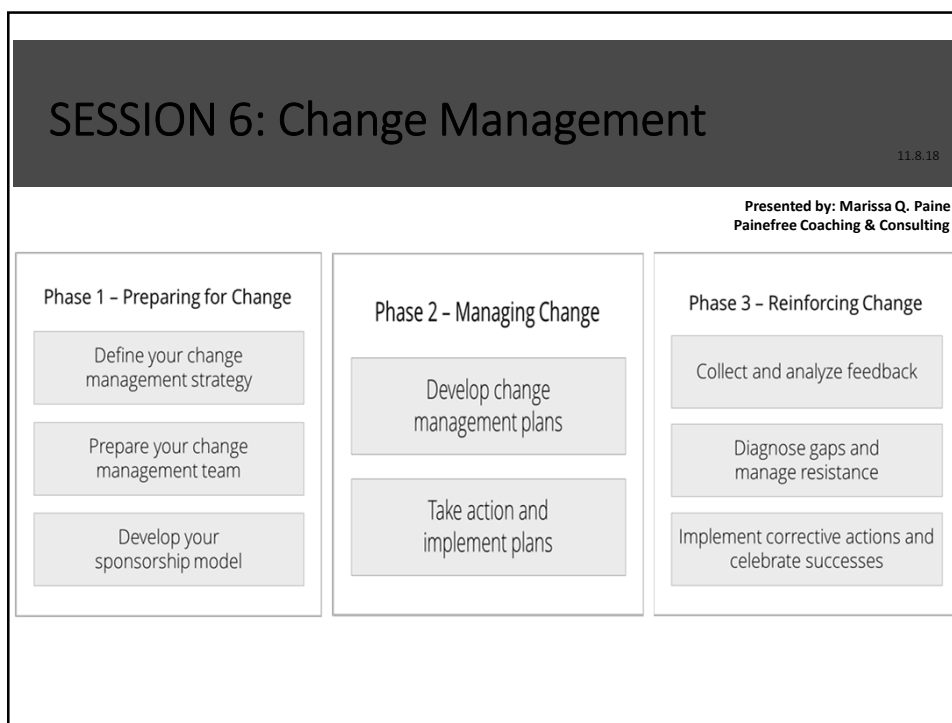 SESSION 6: Change Management
11.8.18
Presented by: Marissa Q. Paine
Painefree Coaching & Consulting
Phase 1 – Preparing for Change
Define your change
management strategy
Prepare your change
management team
Develop your
sponsorship model
Phase 2 – Managing Change
Develop change
management plans
Take action and
implement plans
Phase 3 – Reinforcing Change
Collect and analyze feedback
Diagnose gaps and
manage resistance
Implement corrective actions and
celebrate successes